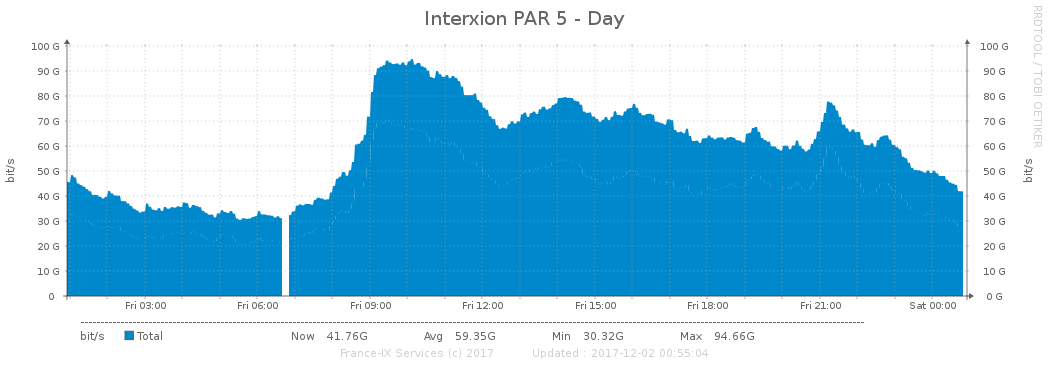 Interxion PAR 5 - Day
RRDTOOL / TOBI OETIKER
bit/s
100 G 100 G
90 G 90 G
80 G 80 G
70 G 70 G
60 G 60 G
50 G 50 G
40 G 40 G
30 G 30 G
20 G 20 G
10 G 10 G
0 0 G
bit/s
Fri 03:00 Fri 06:00 Fri 09:00 Fri 12:00 Fri 15:00 Fri 18:00 Fri 21:00 Sat 00:00
bit/s Total Now 41.76G Avg 59.35G Min 30.32G Max 94.66G
France-IX Services (c) 2017 Updated : 2017-12-02 00:55:04